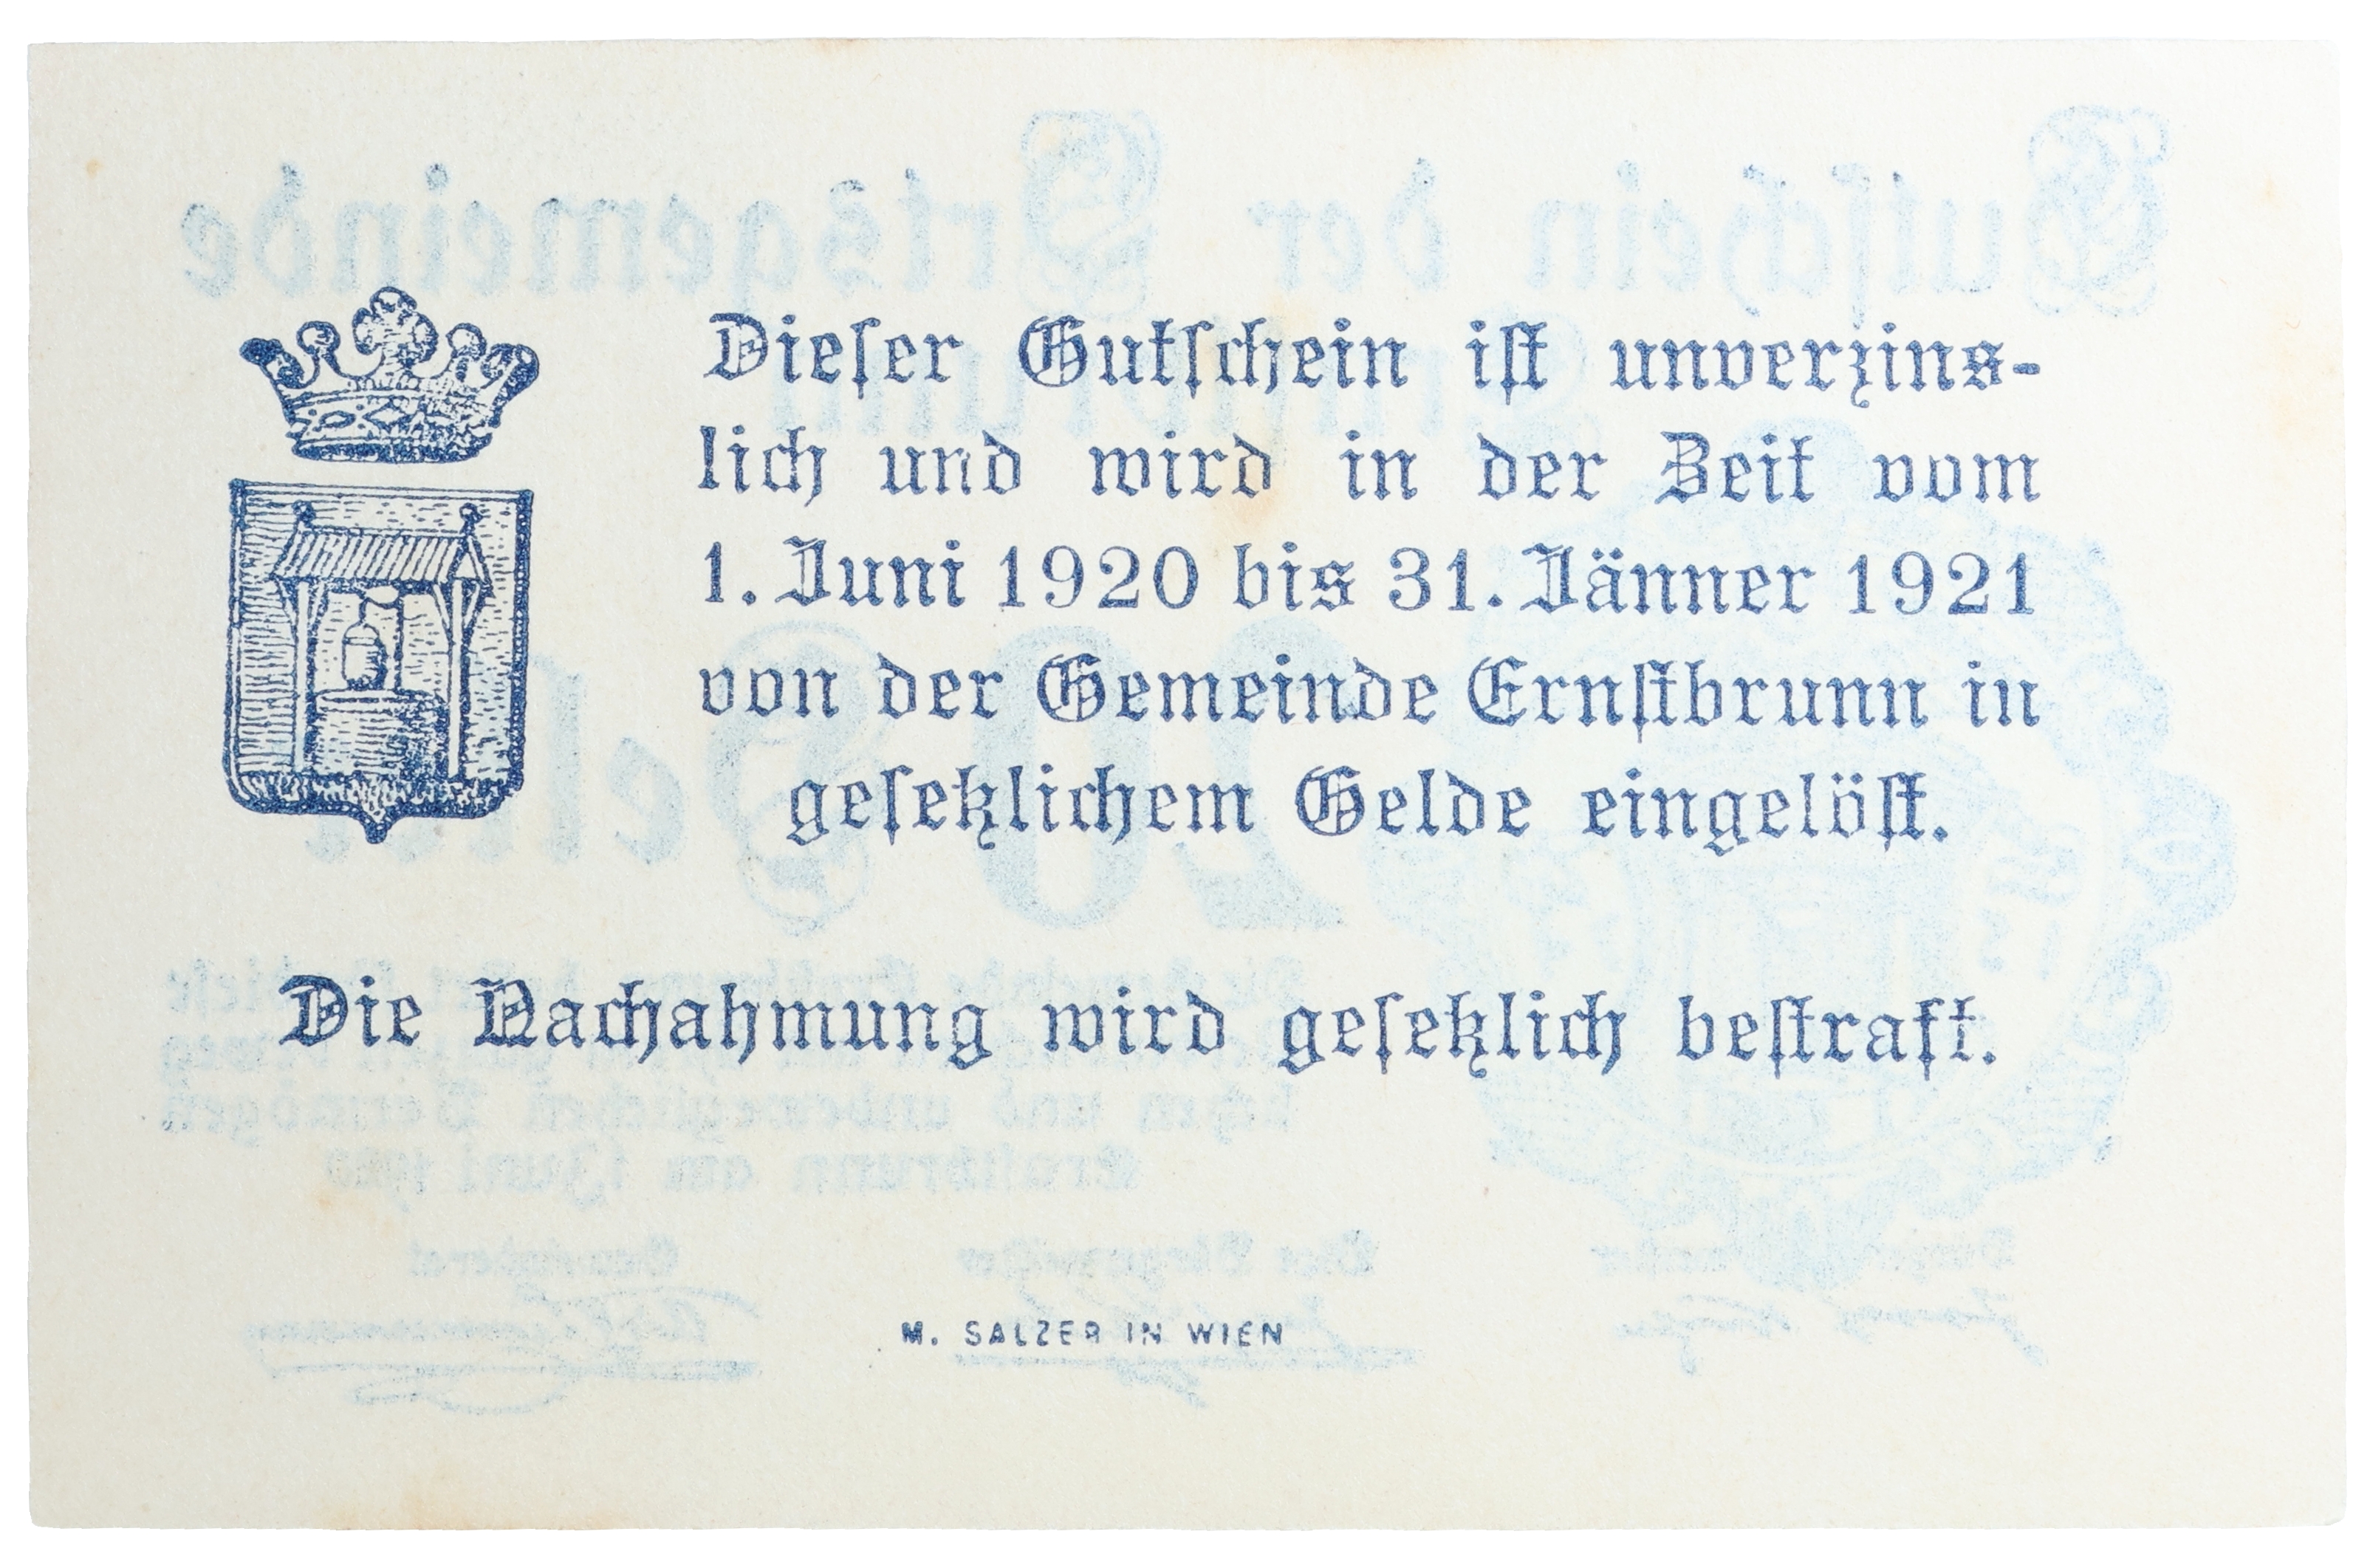 Dieser Gutschein ist unverzins-
lich und wird in der Zeit vom
1. Juni 1920 bis 31. Jänner 1921
von der Gemeinde Ernstbrunn in
gesetzlichem Gelde eingelöst.
Die Nachahmung wird gesetzlich bestraft.
M. SALZER IN WIEN